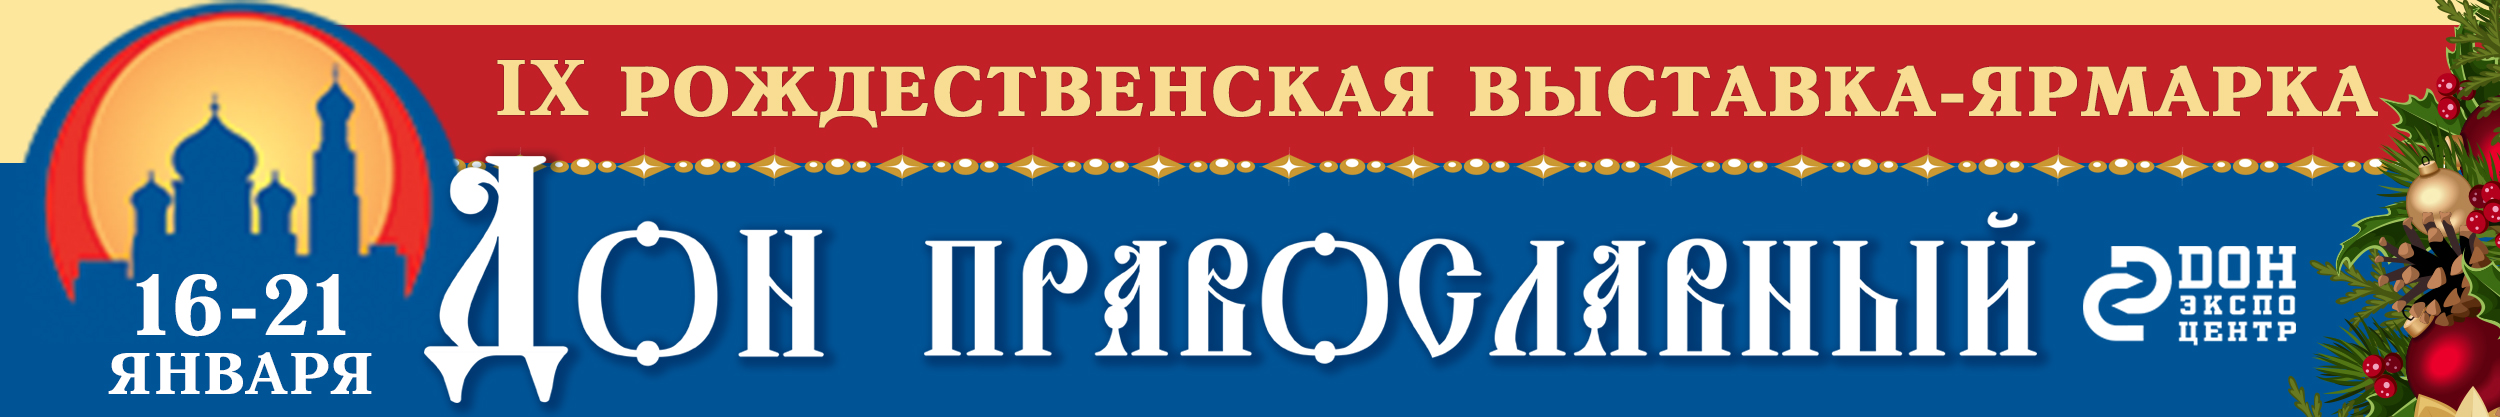 IX РОЖДЕСТВЕНСКАЯ ВЫСТАВКА-ЯРМАРКА
ДОН ПРАВОСЛАВНЫЙ
16-21
ЯНВАРЯ
ДОН
ЭКСПО
ЦЕНТР